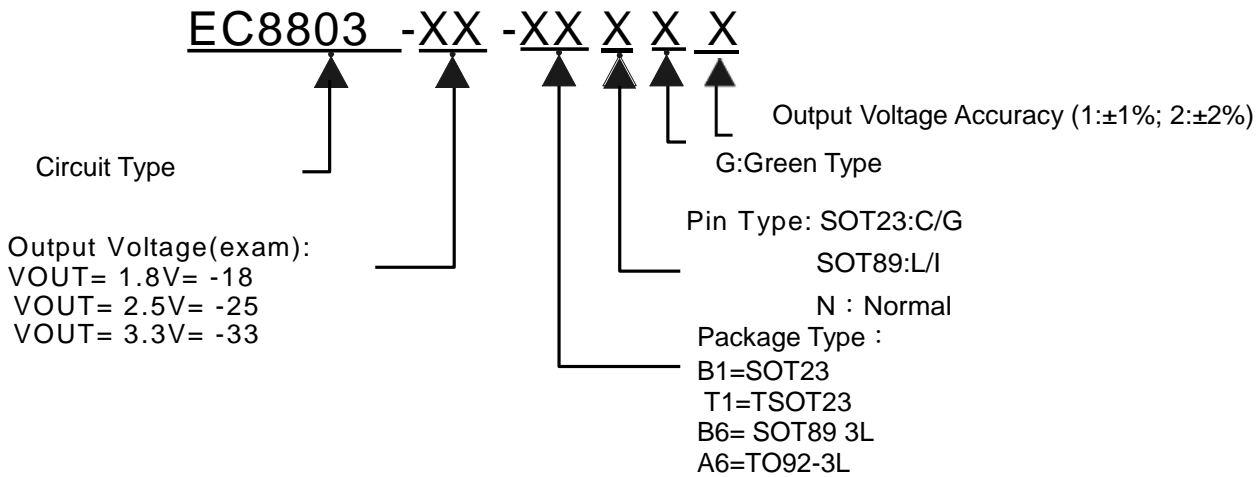 EC8803 -XX -XX X X X
Output Voltage Accuracy (1:±1%; 2:±2%)
Circuit Type
G:Green Type
Pin Type: SOT23:C/G
SOT89:L/I
N：Normal
Output Voltage(exam):
VOUT= 1.8V= -18
VOUT= 2.5V= -25
VOUT= 3.3V= -33
Package Type：
B1=SOT23
T1=TSOT23
B6= SOT89 3L
A6=TO92-3L